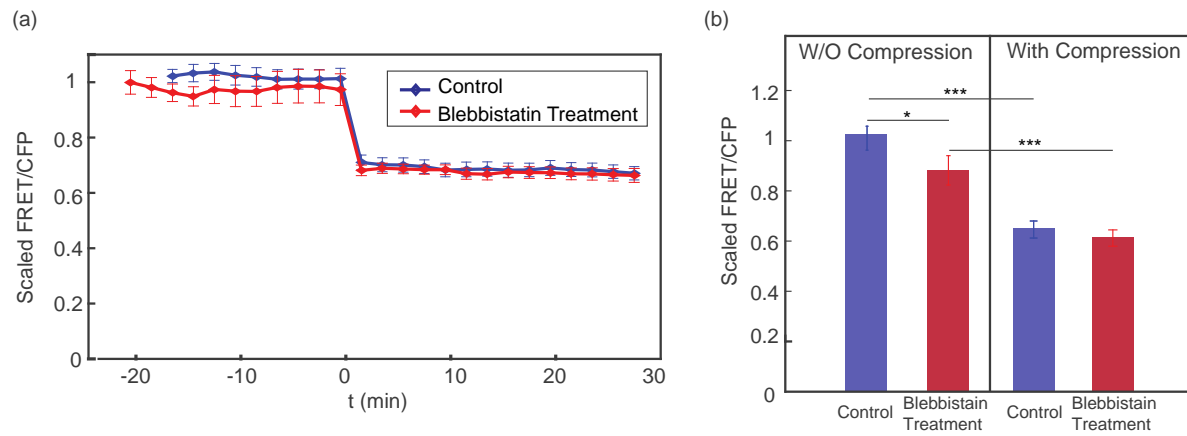 (a)
Scaled FRET/CFP
1
0.8
0.6
0.4
0.2
0
-20
-10
0
10
20
30
t (min)
Control
Blebbistatin Treatment
(b)
W/O Compression
With Compression
Scaled FRET/CFP
1.2
1
0.8
0.6
0.4
0.2
0
***
*
***
Control
Blebbistain
Treatment
Control
Blebbistain
Treatment